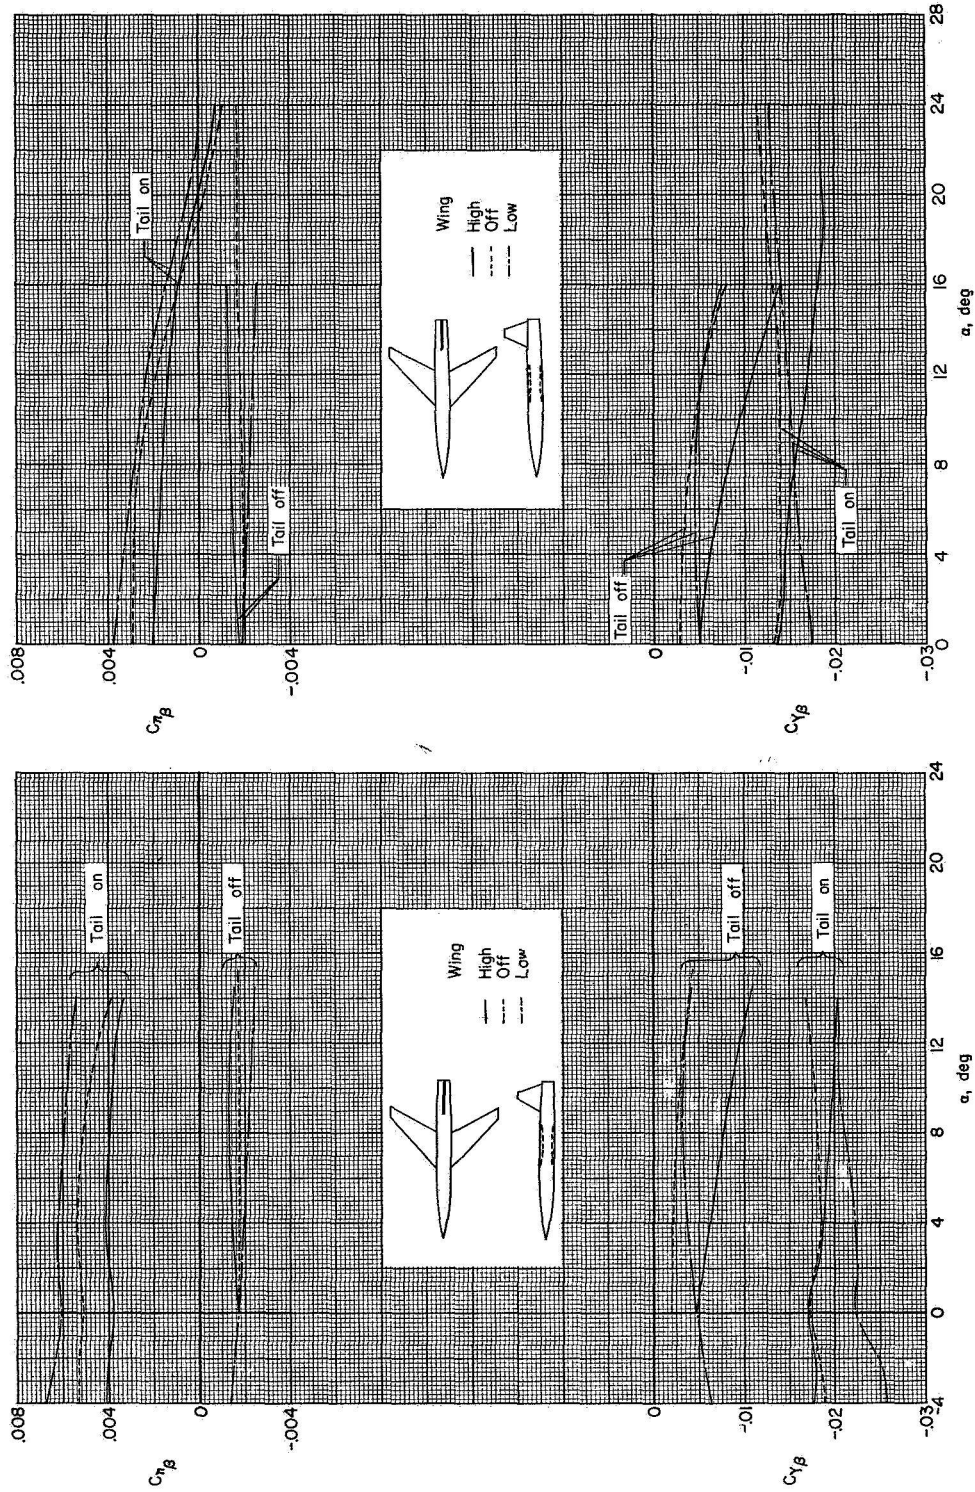 .008
.004
0
-.004
Cnβ
Tail on
Tail off
Wing
High
Off
Low
0
-.01
-.02
-.03
CYβ
Tail off
Tail on
-4
0
4
8
12
16
20
24
α, deg
.008
.004
0
-.004
Cnβ
Tail on
Tail off
Wing
High
Off
Low
0
-.01
-.02
-.03
CYβ
Tail off
Tail on
0
4
8
12
16
20
24
28
α, deg